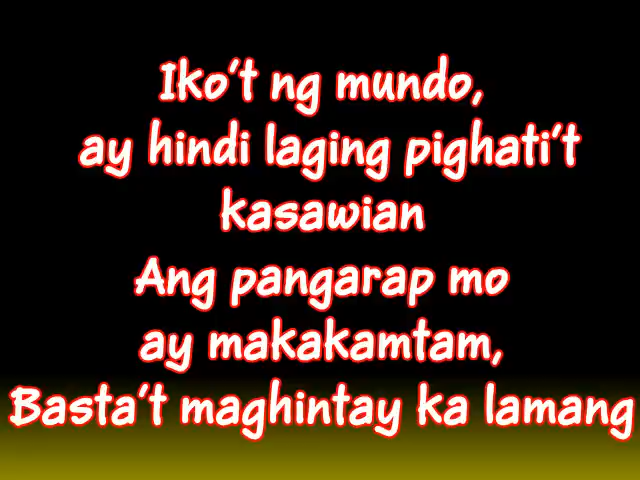 Iko't ng mundo,
ay hindi laging pighati't
kasawian
Ang pangarap mo
ay makakamtam,
Basta't maghintay ka lamang